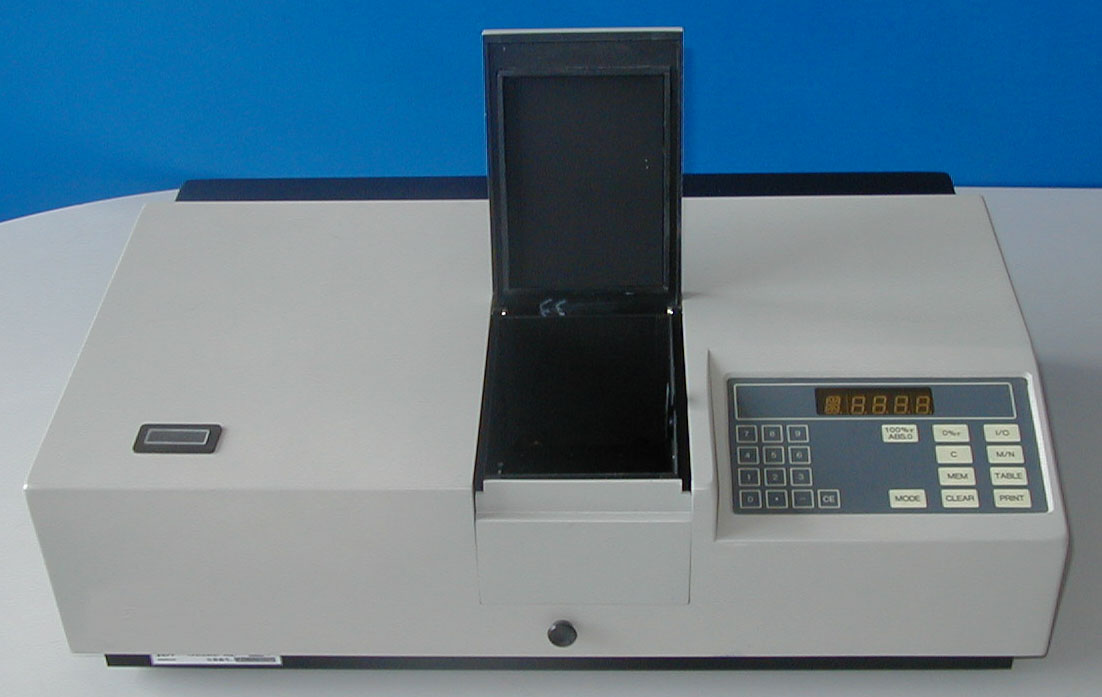 100%T 0%T I/O
ABS.0
7 8 9
4 5 6 C M/N
1 2 3 MEM TABLE
0 • − CE MODE CLEAR PRINT